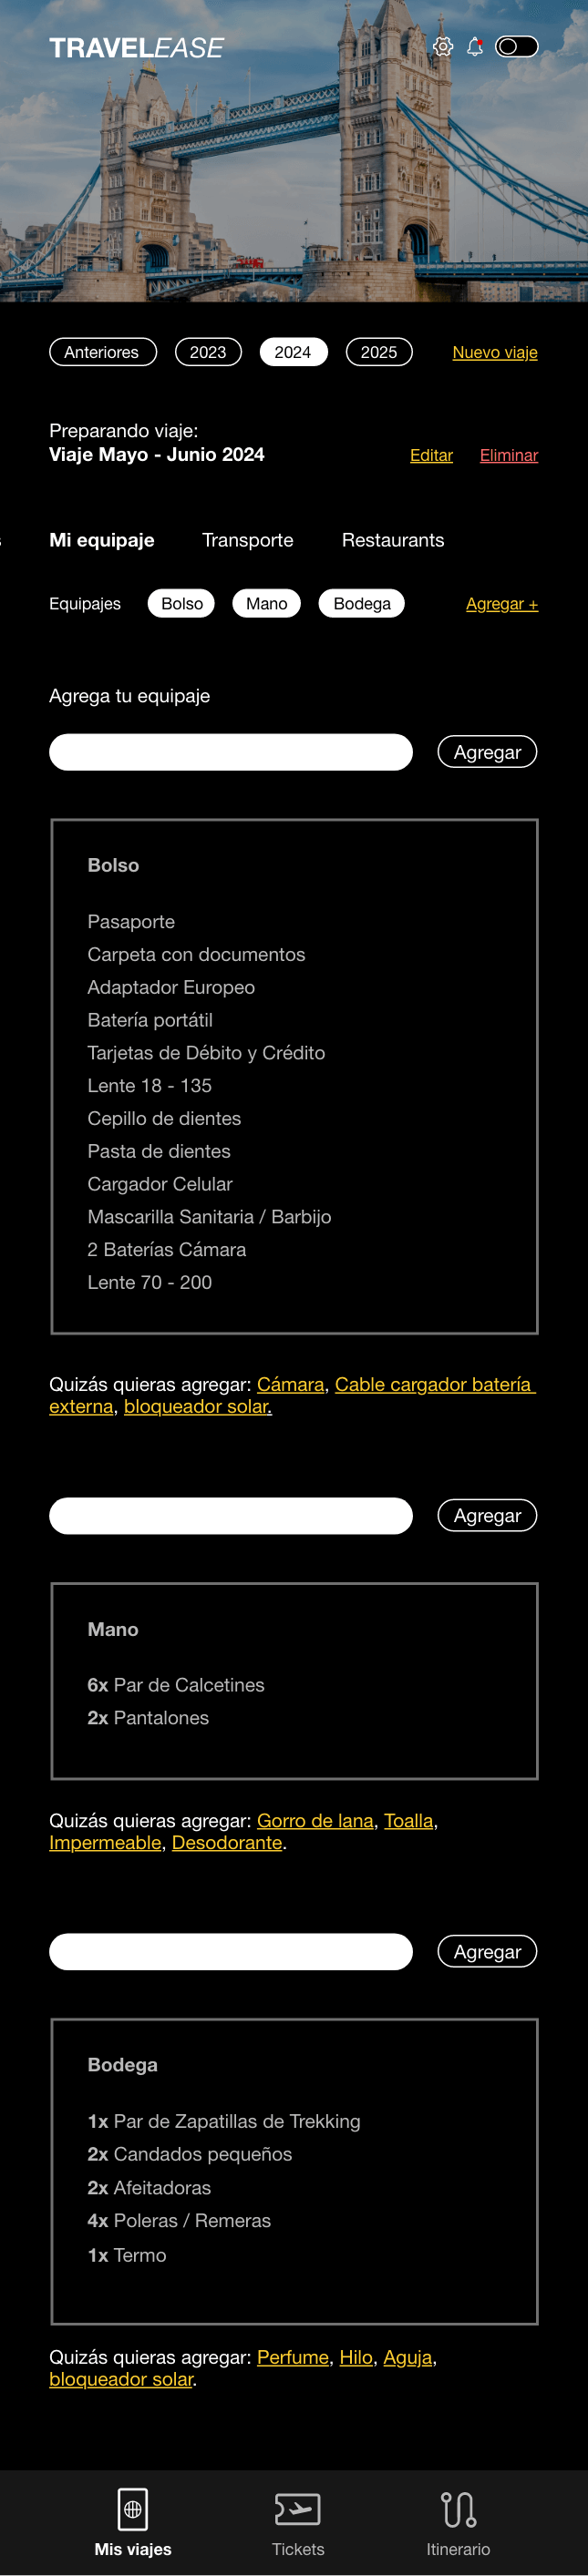 TRAVELEASE
Anteriores 2023 2024 2025 Nuevo viaje
Preparando viaje:
Viaje Mayo - Junio 2024 Editar Eliminar
Mi equipaje Transporte Restaurants
Equipajes Bolso Mano Bodega Agregar +
Agrega tu equipaje
Agregar
Bolso
Pasaporte
Carpeta con documentos
Adaptador Europeo
Batería portátil
Tarjetas de Débito y Crédito
Lente 18 - 135
Cepillo de dientes
Pasta de dientes
Cargador Celular
Mascarilla Sanitaria / Barbijo
2 Baterías Cámara
Lente 70 - 200
Quizás quieras agregar: Cámara, Cable cargador batería
externa, bloqueador solar.
Agregar
Mano
6x Par de Calcetines
2x Pantalones
Quizás quieras agregar: Gorro de lana, Toalla,
Impermeable, Desodorante.
Agregar
Bodega
1x Par de Zapatillas de Trekking
2x Candados pequeños
2x Afeitadoras
4x Poleras / Remeras
1x Termo
Quizás quieras agregar: Perfume, Hilo, Aguja,
bloqueador solar.
Mis viajes Tickets Itinerario